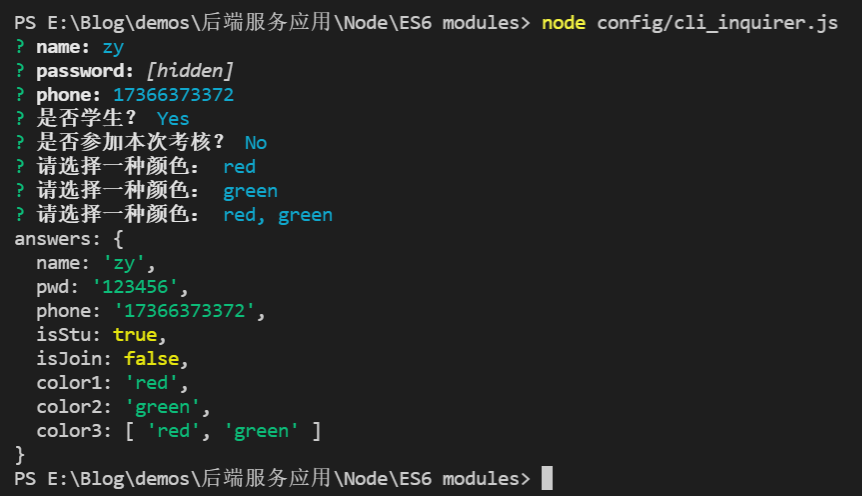 PS E:\Blog\demos\后端服务应用\Node\ES6 modules> node config/cli_inquirer.js
? name: zy
? password: [hidden]
? phone: 17366373372
? 是否学生? Yes
? 是否参加本次考核? No
? 请选择一种颜色: red
? 请选择一种颜色: green
? 请选择一种颜色: red, green
answers: {
  name: 'zy',
  pwd: '123456',
  phone: '17366373372',
  isStu: true,
  isJoin: false,
  color1: 'red',
  color2: 'green',
  color3: [ 'red', 'green' ]
}
PS E:\Blog\demos\后端服务应用\Node\ES6 modules>